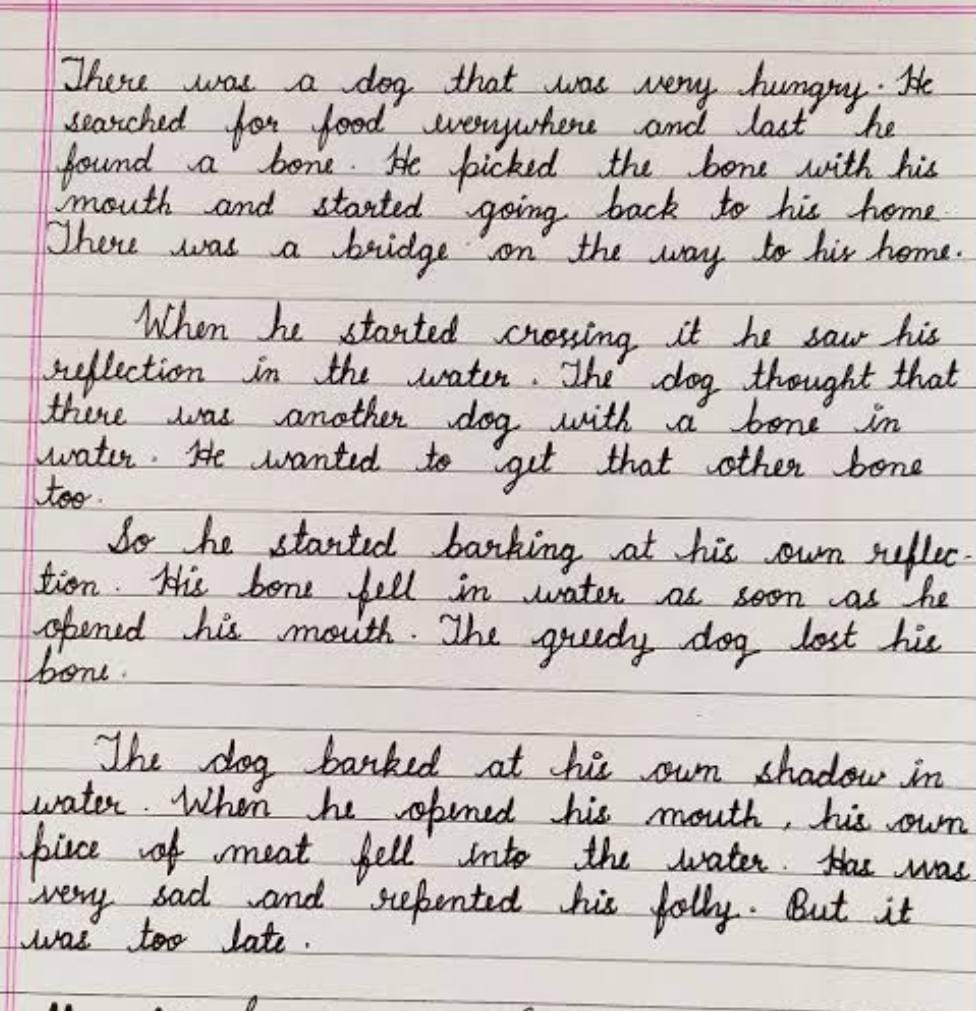 There was a dog that was very hungry. He
searched for food everywhere and last he
found a bone. He picked the bone with his
mouth and started going back to his home
There was a bridge on the way to his home.
When he started crossing it he saw his
reflection in the water. The dog thought that
there was another dog with a bone in
water. He wanted to get that other bone
too.
So he started barking at his own reflec-
tion. His bone fell in water as soon as he
opened his mouth. The greedy dog lost his
bone.
The dog barked at his own shadow in
water. When he opened his mouth, his own
piece of meat fell into the water. Has was
very sad and repented his folly. But it
was too late.